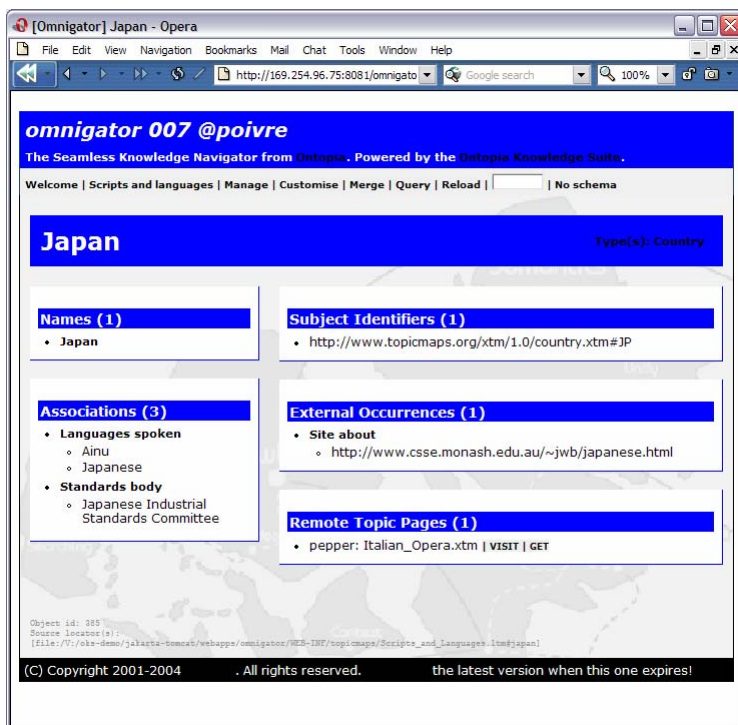 [Omnigator] Japan - Opera
File Edit View Navigation Bookmarks Mail Chat Tools Window Help
http://169.254.96.75:8081/omnigato Google search 100%
omnigator 007 @poivre
The Seamless Knowledge Navigator from Ontopia. Powered by the Ontopia Knowledge Suite.
Welcome | Scripts and languages | Manage | Customise | Merge | Query | Reload | | No schema
Japan
Type(s): Country
Names (1)
• Japan
Subject Identifiers (1)
• http://www.topicmaps.org/xtm/1.0/country.xtm#JP
Associations (3)
• Languages spoken
◦ Ainu
◦ Japanese
• Standards body
◦ Japanese Industrial
Standards Committee
External Occurrences (1)
• Site about
◦ http://www.csse.monash.edu.au/~jwb/japanese.html
Remote Topic Pages (1)
• pepper: Italian_Opera.xtm | VISIT | GET
Object id: 385
Source locator(s):
[file:/V:/oks-demo/jakarta-tomcat/webapps/omnigator/WEB-INF/topicmaps/Scripts_and_Languages.ltm#japan]
(C) Copyright 2001-2004 . All rights reserved. the latest version when this one expires!